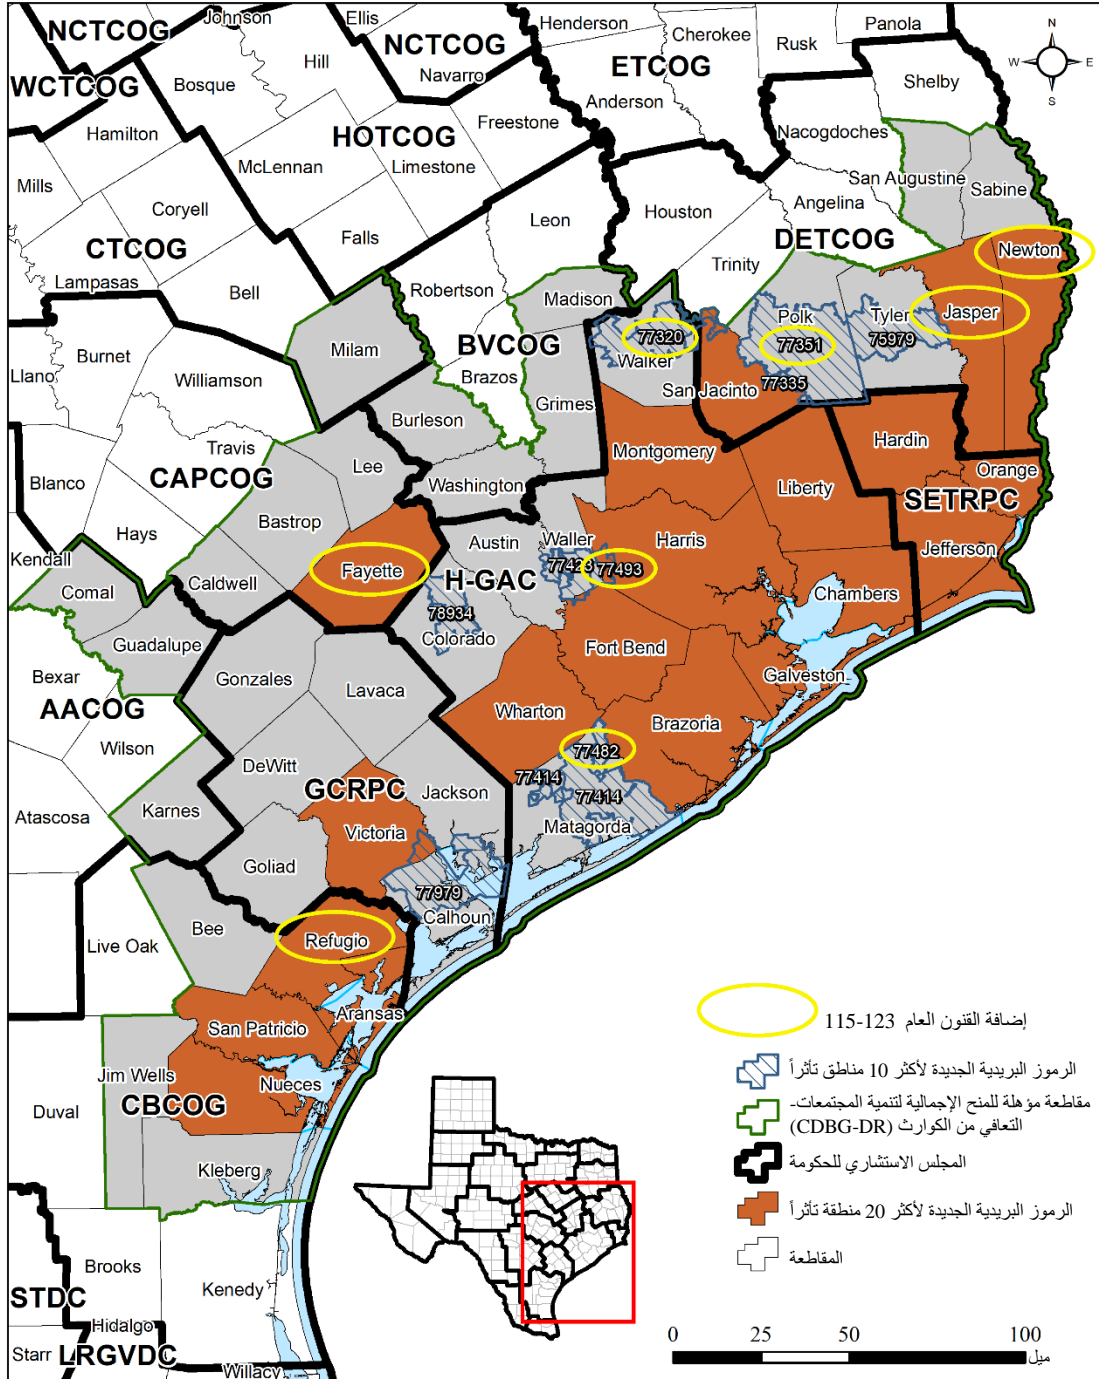 Johnson
Ellis
Henderson
Cherokee
Panola
Rusk
N
W
E
S
NCTCOG
NCTCOG
Hill
Navarro
ETCOG
WCTCOG
Bosque
Anderson
Shelby
Hamilton
HOTCOG
Freestone
Nacogdoches
McLennan
Limestone
San Augustine
Sabine
Mills
Coryell
Leon
Houston
Angelina
CTCOG
Falls
DETCOG
Newton
Lampasas
Bell
Robertson
Madison
Trinity
Jasper
Polk
Tyler
77320
77351
75979
Burnet
Milam
BVCOG
Walker
Llano
Williamson
Brazos
San Jacinto
77335
Grimes
Burleson
Travis
Montgomery
Hardin
CAPCOG
Lee
Blanco
Washington
Liberty
Orange
SETRPC
Bastrop
Hays
Austin
Waller
Harris
Kendall
Fayette
H-GAC
77423
77493
Jefferson
Comal
Caldwell
78934
Chambers
Colorado
Guadalupe
Fort Bend
Bexar
Gonzales
Lavaca
Galveston
AACOG
Wharton
Brazoria
Wilson
77482
DeWitt
77414
GCRPC
Jackson
77414
Karnes
Atascosa
Victoria
Matagorda
Goliad
77979
Calhoun
Bee
Live Oak
Refugio
Aransas
San Patricio
Jim Wells
Nueces
Duval
CBCOG
Kleberg
Brooks
Kenedy
STDC
Hidalgo
Starr
LRGVDC
Willacy
إضافة القنون العام 123-115
الرموز البريدية الجديدة لأكثر 10 مناطق تأثراً
مقاطعة مؤهلة للمنح الإجمالية لتنمية المجتمعات-
التعافي من الكوارث (CDBG-DR)
المجلس الاستشاري للحكومة
الرموز البريدية الجديدة لأكثر 20 منطقة تأثراً
المقاطعة
0 25 50 100
ميل